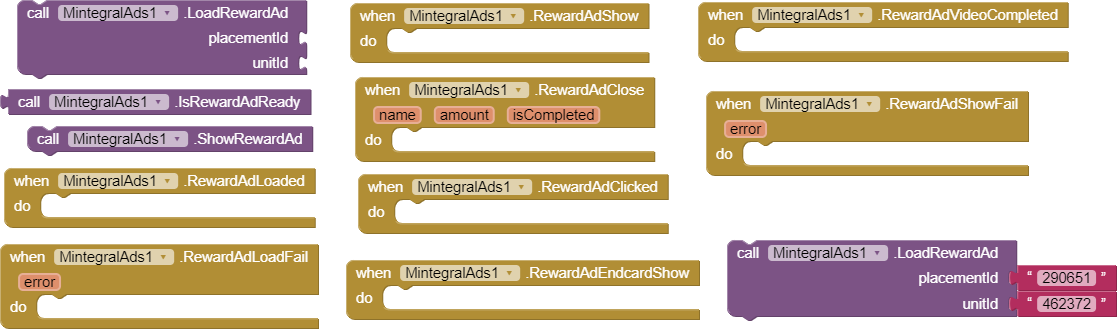 call MintegralAds1 .LoadRewardAd
placementId
unitId
call MintegralAds1 .IsRewardAdReady
call MintegralAds1 .ShowRewardAd
when MintegralAds1 .RewardAdLoaded
do
when MintegralAds1 .RewardAdLoadFail
error
do
when MintegralAds1 .RewardAdShow
do
when MintegralAds1 .RewardAdClose
name amount isCompleted
do
when MintegralAds1 .RewardAdClicked
do
when MintegralAds1 .RewardAdEndcardShow
do
when MintegralAds1 .RewardAdVideoCompleted
do
when MintegralAds1 .RewardAdShowFail
error
do
call MintegralAds1 .LoadRewardAd
placementId “ 290651 ”
unitId “ 462372 ”